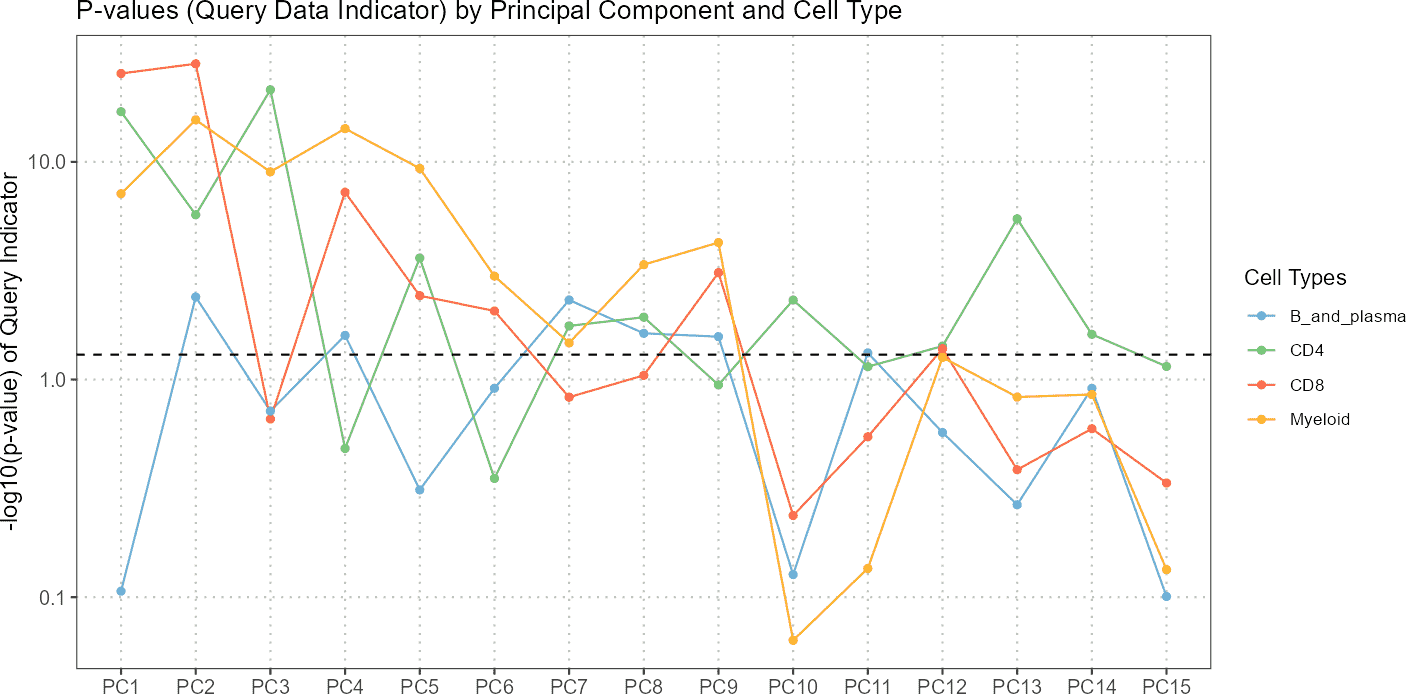 P-values (Query Data Indicator) by Principal Component and Cell Type
-log10(p-value) of Query Indicator
10.0
1.0
0.1
PC1 PC2 PC3 PC4 PC5 PC6 PC7 PC8 PC9 PC10 PC11 PC12 PC13 PC14 PC15
Cell Types
B_and_plasma
CD4
CD8
Myeloid